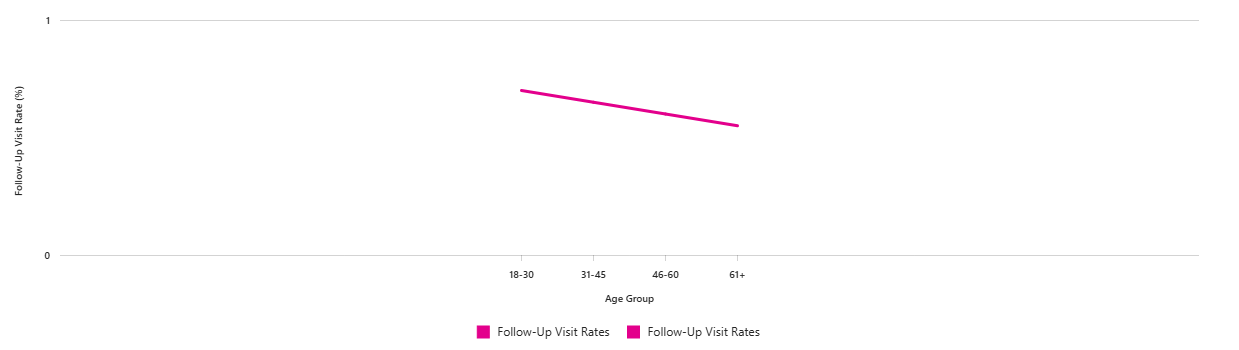 1
Follow-Up Visit Rate (%)
0
18-30 31-45 46-60 61+
Age Group
Follow-Up Visit Rates Follow-Up Visit Rates